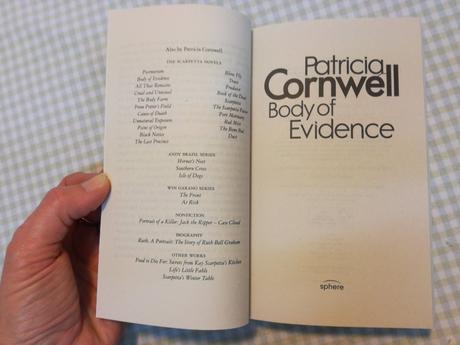 Also by Patricia Cornwell
THE SCARPETTA NOVELS
Postmortem
Body of Evidence
All That Remains
Cruel and Unusual
The Body Farm
From Potter's Field
Cause of Death
Unnatural Exposure
Point of Origin
Black Notice
The Last Precinct
Blow Fly
Trace
Predator
Book of the Dead
Scarpetta
The Scarpetta Factor
Port Mortuary
Red Mist
The Bone Bed
Dust
ANDY BRAZIL SERIES
Hornet's Nest
Southern Cross
Isle of Dogs
WIN GARANO SERIES
The Front
At Risk
NONFICTION
Portrait of a Killer: Jack the Ripper – Case Closed
BIOGRAPHY
Ruth, A Portrait: The Story of Ruth Bell Graham
OTHER WORKS
Food to Die For: Secrets from Kay Scarpetta's Kitchen
Life's Little Fable
Scarpetta's Winter Table
Patricia
Cornwell
Body of
Evidence
sphere